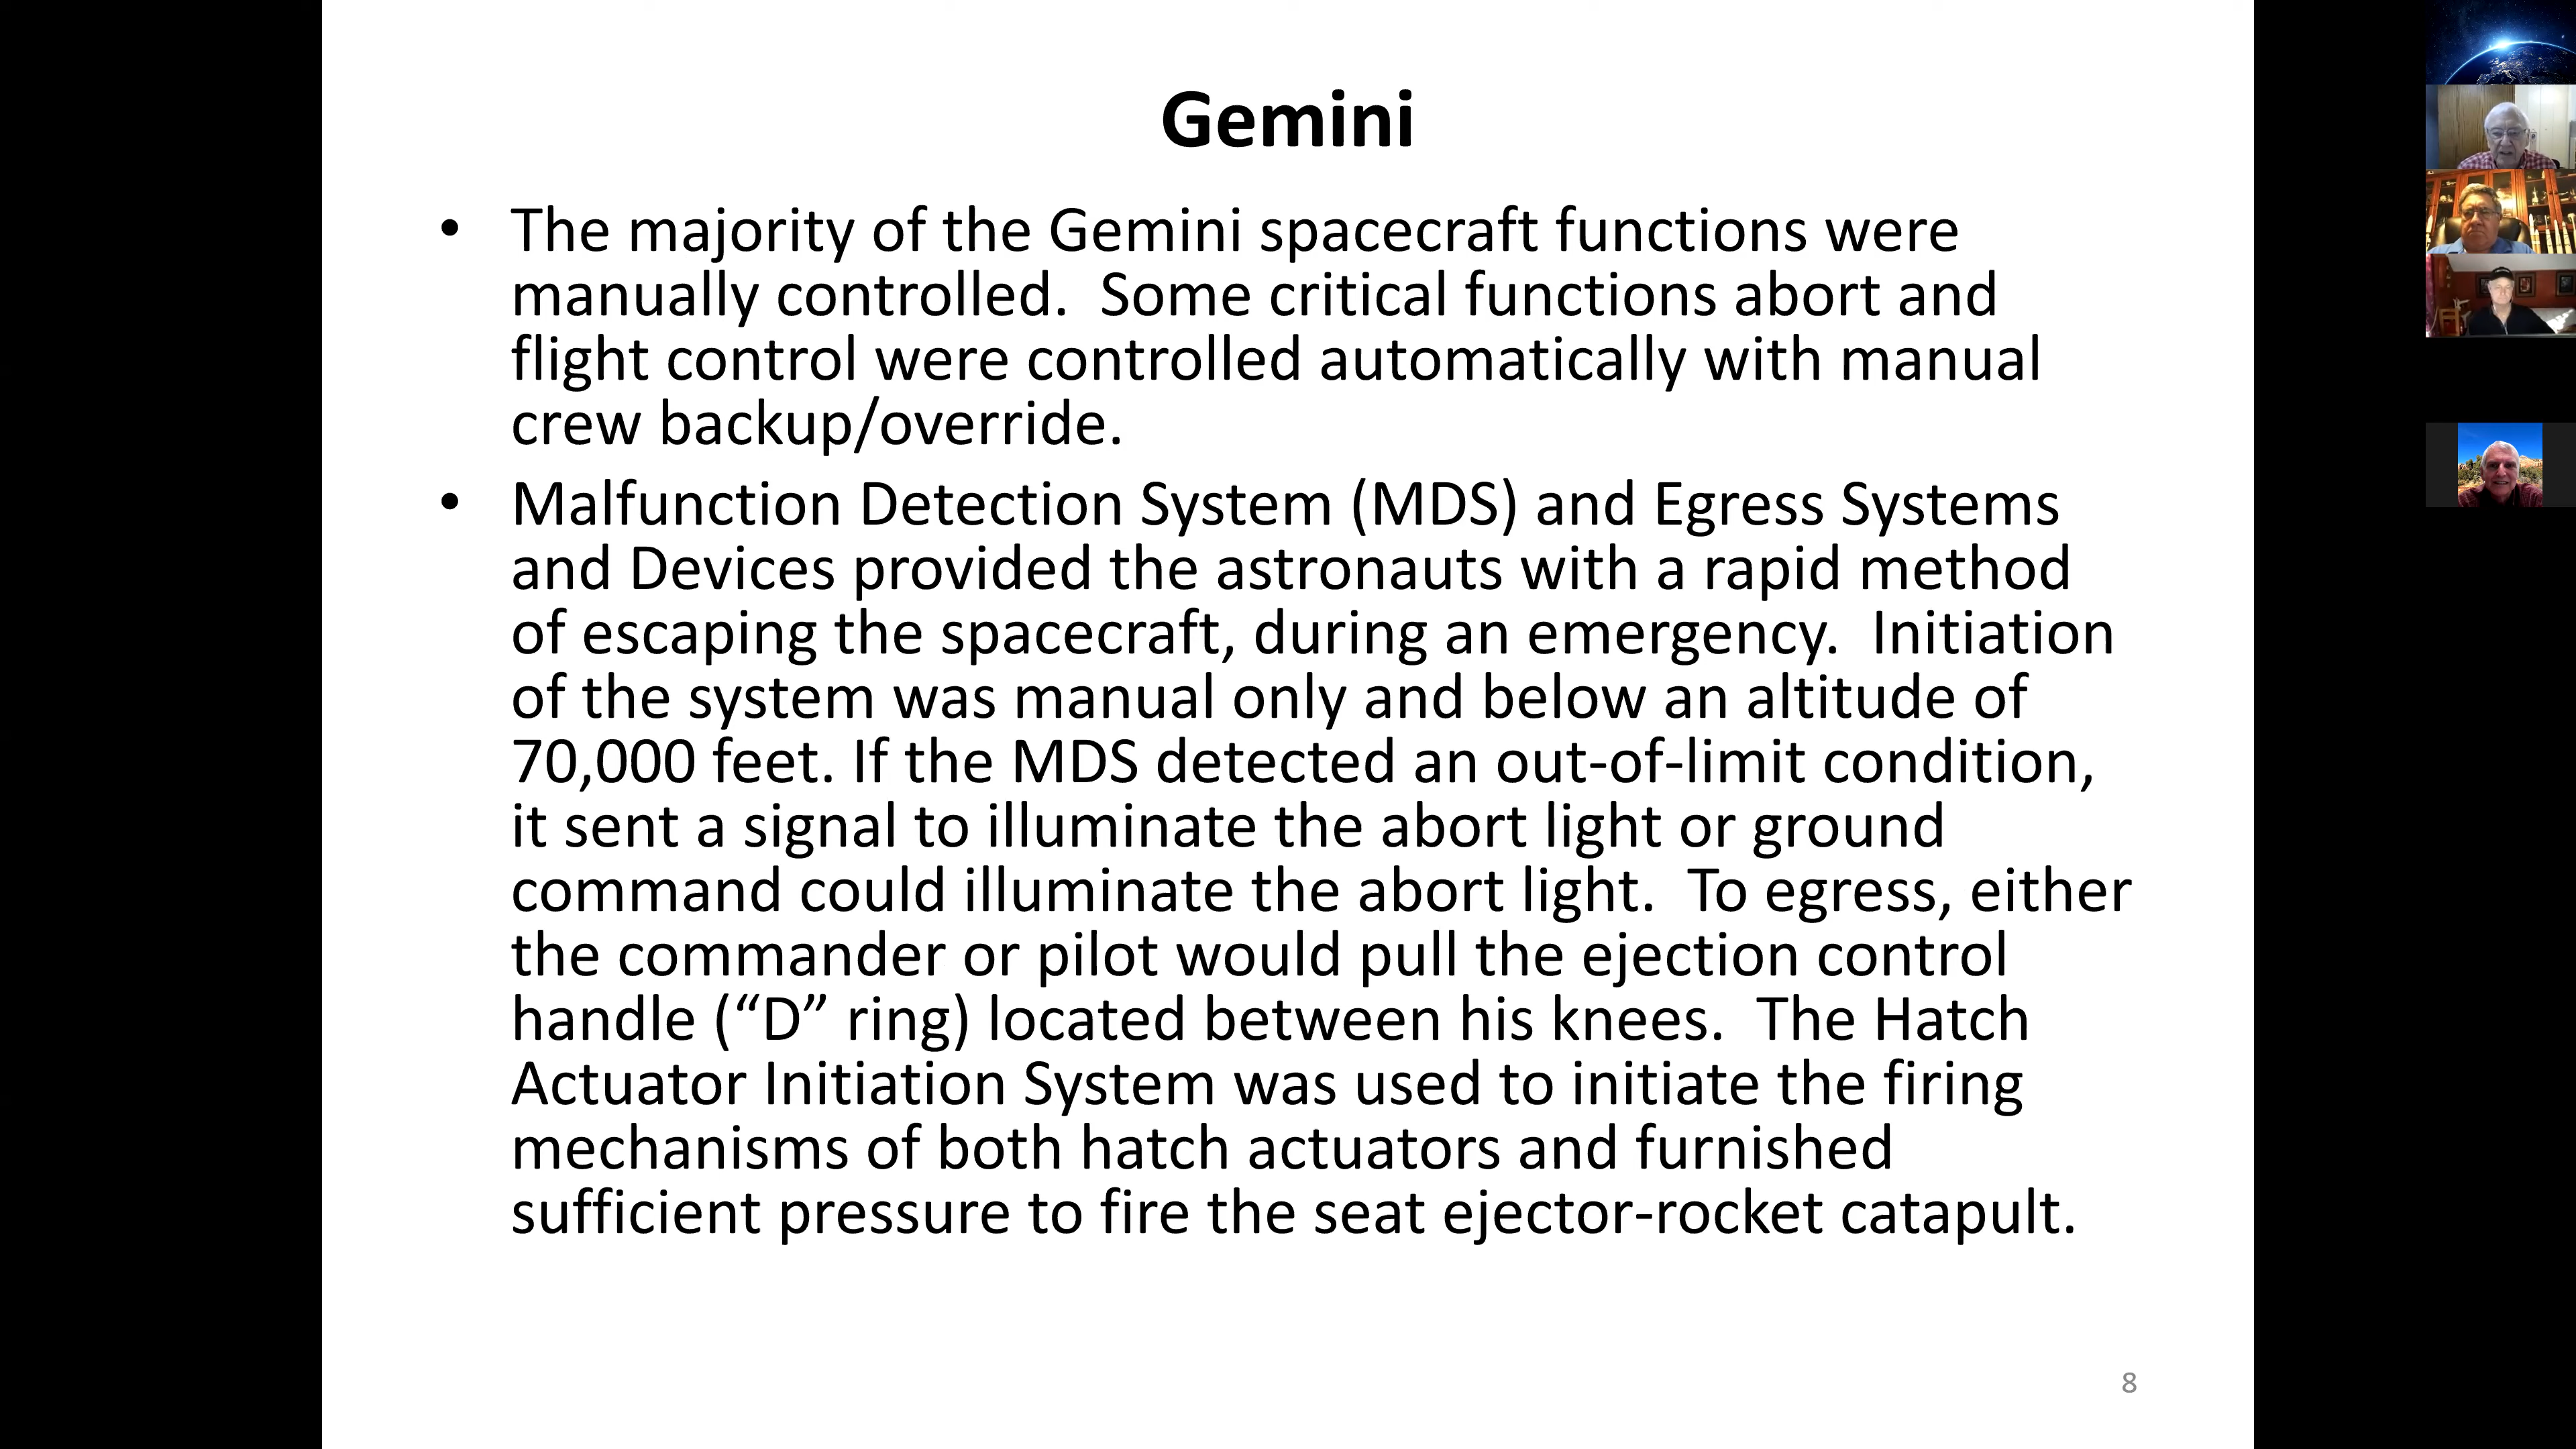 Gemini
• The majority of the Gemini spacecraft functions were
manually controlled.  Some critical functions abort and
flight control were controlled automatically with manual
crew backup/override.
• Malfunction Detection System (MDS) and Egress Systems
and Devices provided the astronauts with a rapid method
of escaping the spacecraft, during an emergency.  Initiation
of the system was manual only and below an altitude of
70,000 feet. If the MDS detected an out-of-limit condition,
it sent a signal to illuminate the abort light or ground
command could illuminate the abort light.  To egress, either
the commander or pilot would pull the ejection control
handle (“D” ring) located between his knees.  The Hatch
Actuator Initiation System was used to initiate the firing
mechanisms of both hatch actuators and furnished
sufficient pressure to fire the seat ejector-rocket catapult.
8